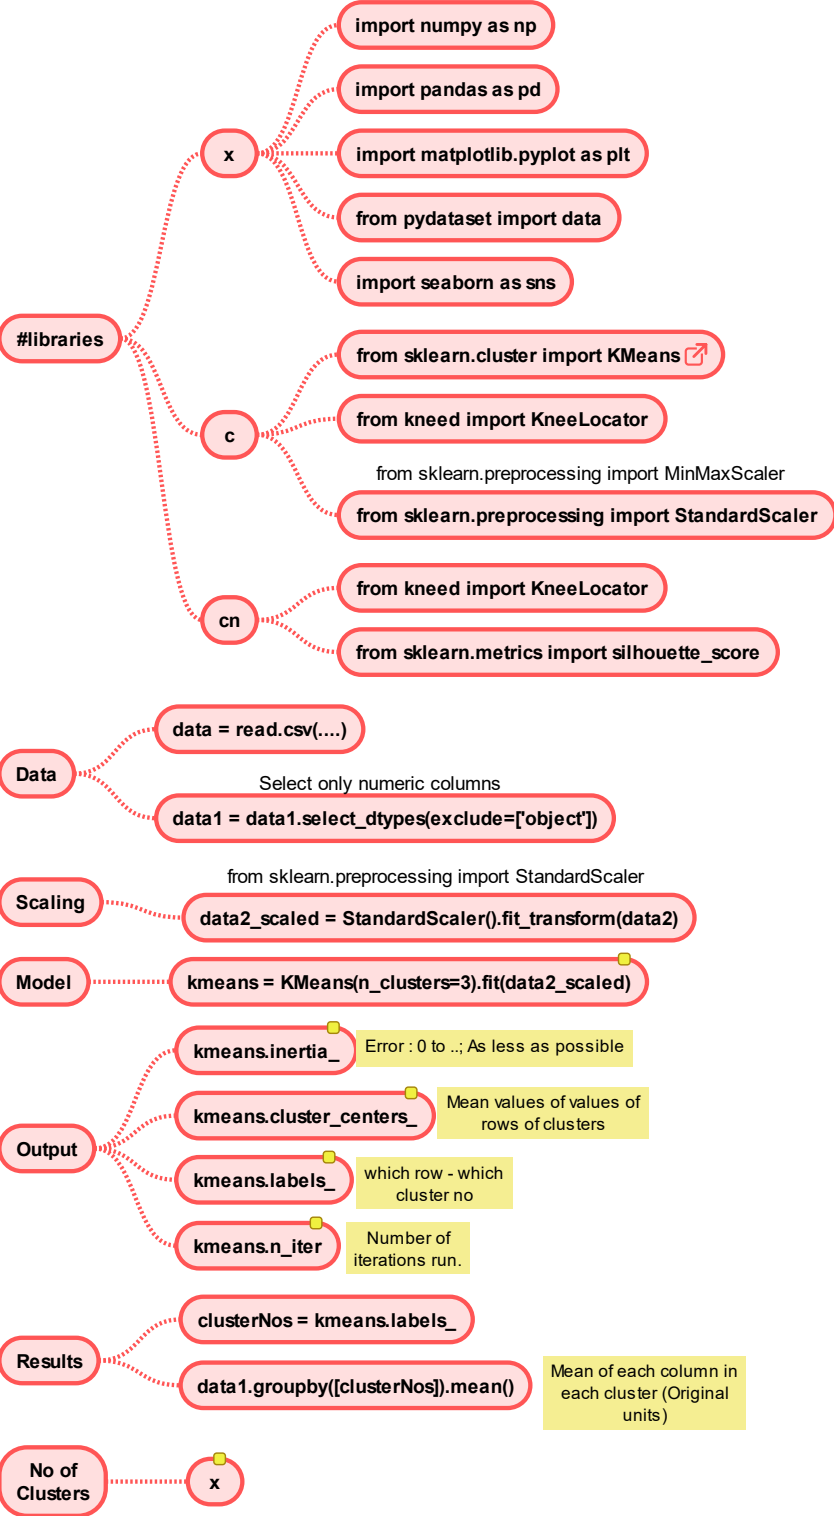 #libraries
x
import numpy as np
import pandas as pd
import matplotlib.pyplot as plt
from pydataset import data
import seaborn as sns
c
from sklearn.cluster import KMeans
from kneed import KneeLocator
from sklearn.preprocessing import MinMaxScaler
from sklearn.preprocessing import StandardScaler
cn
from kneed import KneeLocator
from sklearn.metrics import silhouette_score
Data
data = read.csv(....)
Select only numeric columns
data1 = data1.select_dtypes(exclude=['object'])
Scaling
from sklearn.preprocessing import StandardScaler
data2_scaled = StandardScaler().fit_transform(data2)
Model
kmeans = KMeans(n_clusters=3).fit(data2_scaled)
Output
kmeans.inertia_
Error : 0 to ..; As less as possible
kmeans.cluster_centers_
Mean values of values of
rows of clusters
kmeans.labels_
which row - which
cluster no
kmeans.n_iter
Number of
iterations run.
Results
clusterNos = kmeans.labels_
data1.groupby([clusterNos]).mean()
Mean of each column in
each cluster (Original
units)
No of
Clusters
x